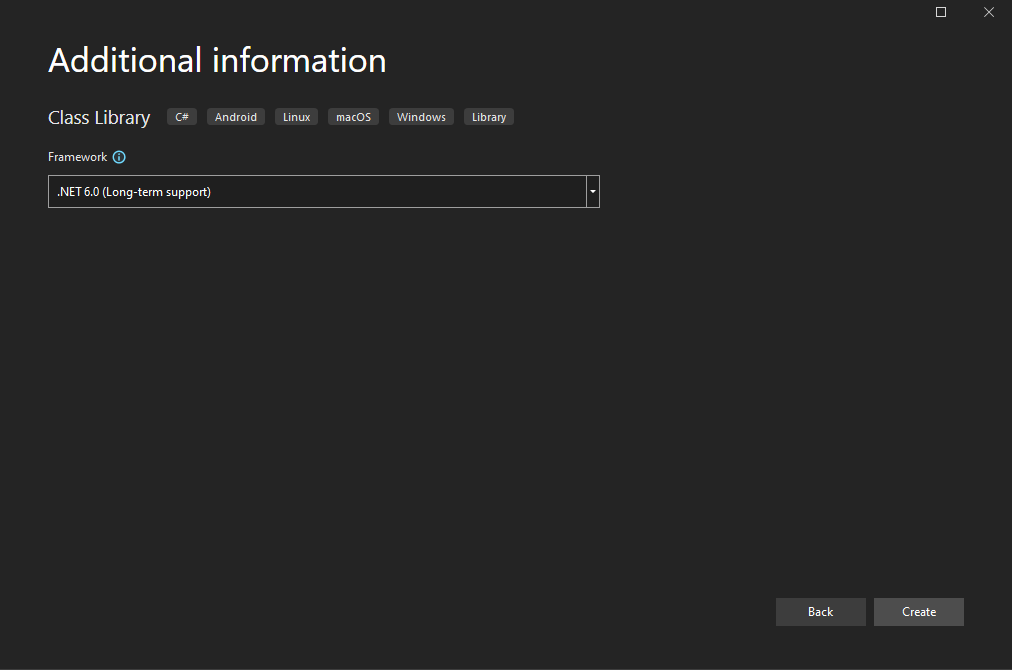 Additional information
Class Library C# Android Linux macOS Windows Library
Framework
.NET 6.0 (Long-term support)
Back Create